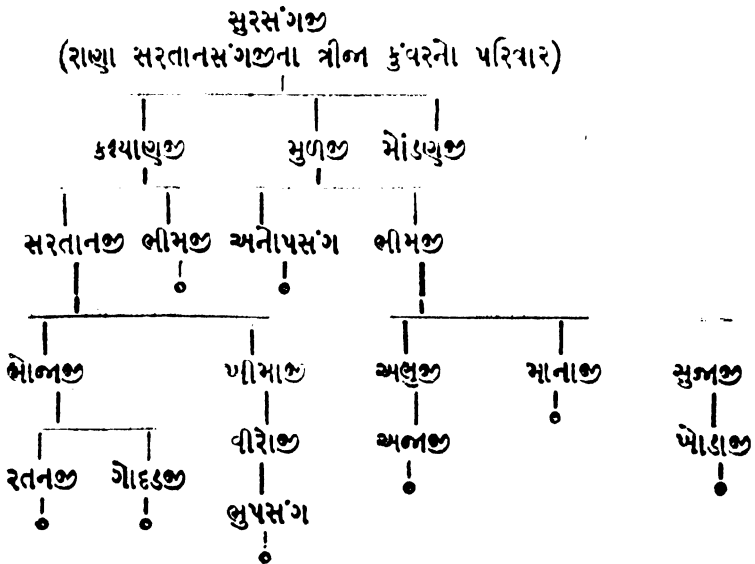 સુરસંગજી
(રાણા સરતાનસંગજીના ત્રીજા કુંવરનો પરિવાર)
કલ્યાણજી મુળજી મોંડણજી
સરતાનજી ભીમજી અનોપસંગ ભીમજી
ભોજાજી ખીમાજી અભુજી માનાજી સુજાજી
વીરોજી અજાજી ખોડાજી
રતનજી ગોદડજી
ભુપસંગ